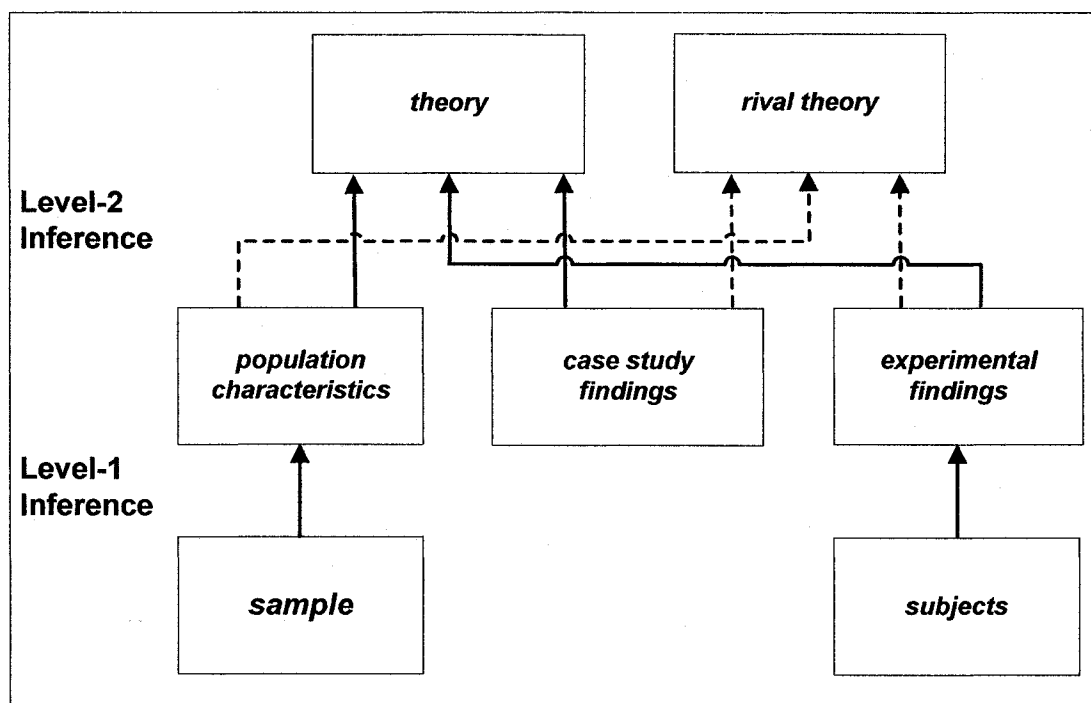 theory
rival theory
Level-2
Inference
population
characteristics
case study
findings
experimental
findings
Level-1
Inference
sample
subjects